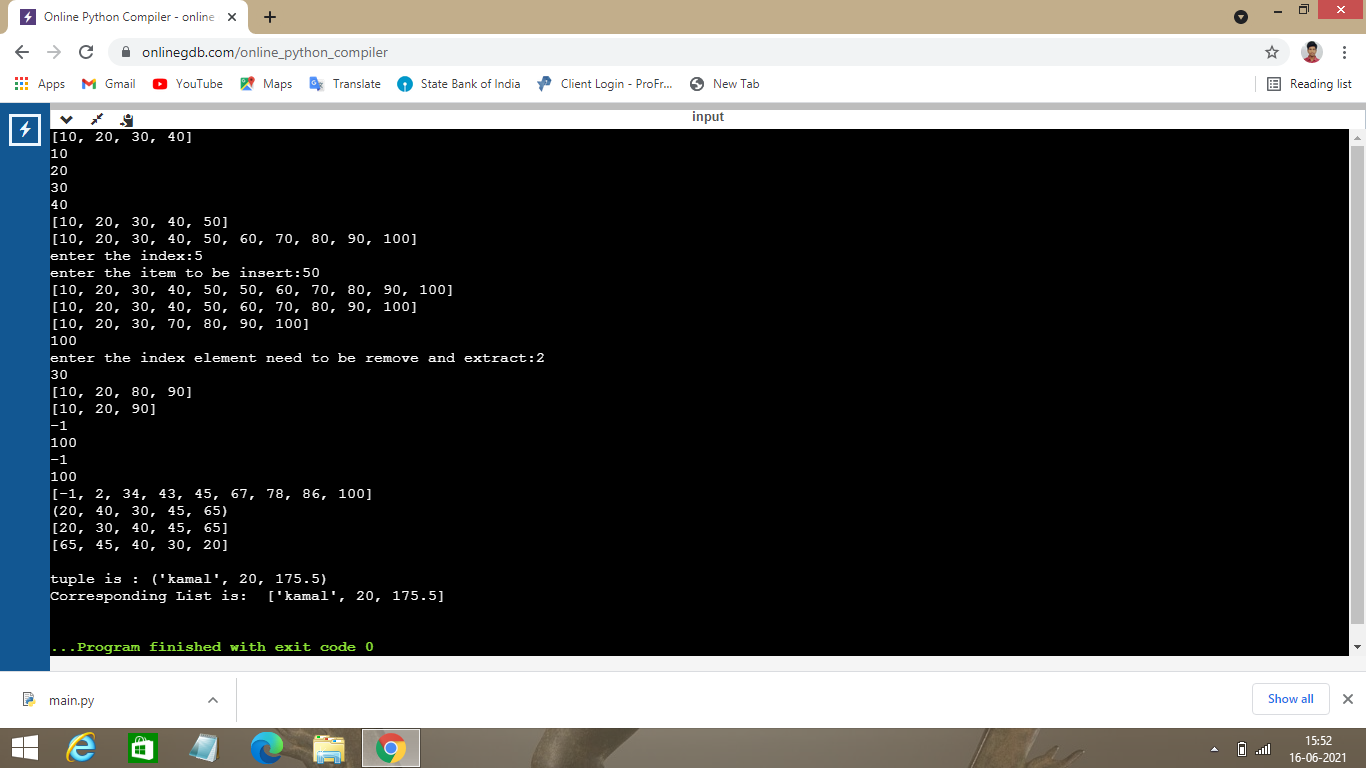 Online Python Compiler - online
onlinegdb.com/online_python_compiler
Apps Gmail YouTube Maps Translate State Bank of India Client Login - ProFr... New Tab Reading list
input
[10, 20, 30, 40]
10
20
30
40
[10, 20, 30, 40, 50]
[10, 20, 30, 40, 50, 60, 70, 80, 90, 100]
enter the index:5
enter the item to be insert:50
[10, 20, 30, 40, 50, 50, 60, 70, 80, 90, 100]
[10, 20, 30, 40, 50, 60, 70, 80, 90, 100]
[10, 20, 30, 70, 80, 90, 100]
100
enter the index element need to be remove and extract:2
30
[10, 20, 80, 90]
[10, 20, 90]
-1
100
-1
100
[-1, 2, 34, 43, 45, 67, 78, 86, 100]
(20, 40, 30, 45, 65)
[20, 30, 40, 45, 65]
[65, 45, 40, 30, 20]
tuple is : ('kamal', 20, 175.5)
Corresponding List is:  ['kamal', 20, 175.5]
...Program finished with exit code 0
main.py
Show all
15:52
16-06-2021